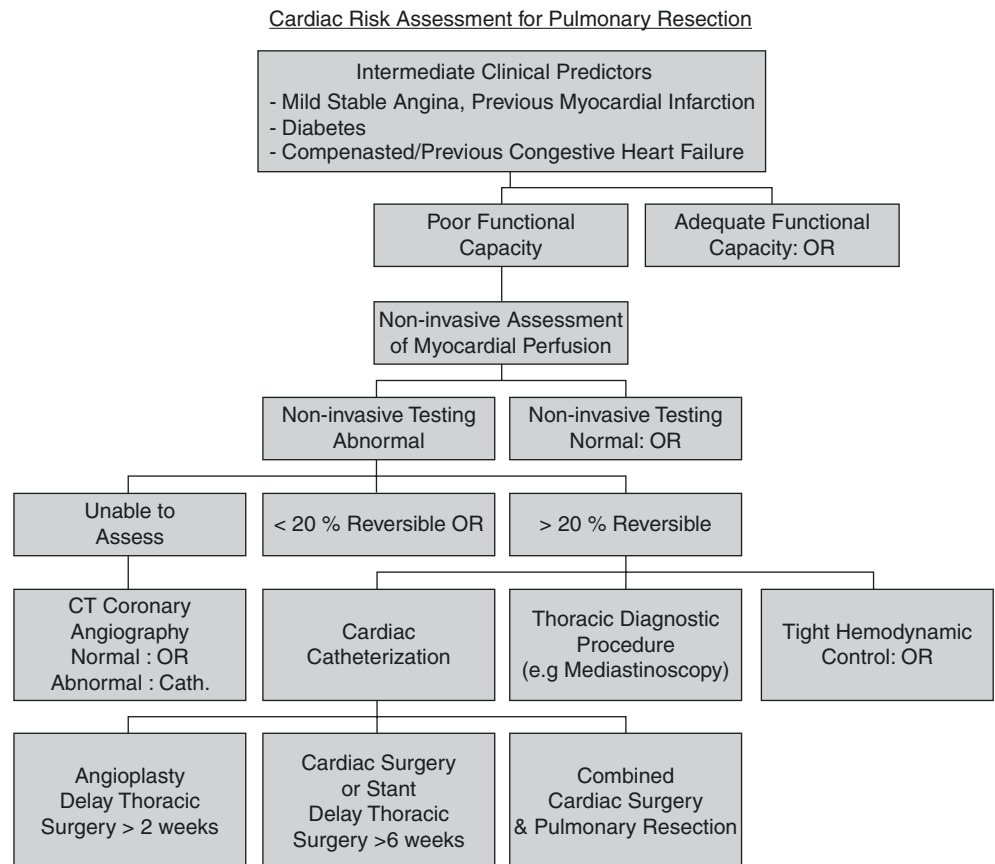 Cardiac Risk Assessment for Pulmonary Resection
Intermediate Clinical Predictors
- Mild Stable Angina, Previous Myocardial Infarction
- Diabetes
- Compenasted/Previous Congestive Heart Failure
Poor Functional
Capacity
Adequate Functional
Capacity: OR
Non-invasive Assessment
of Myocardial Perfusion
Non-invasive Testing
Abnormal
Non-invasive Testing
Normal: OR
Unable to
Assess
< 20 % Reversible OR
> 20 % Reversible
CT Coronary
Angiography
Normal : OR
Abnormal : Cath.
Cardiac
Catheterization
Thoracic Diagnostic
Procedure
(e.g Mediastinoscopy)
Tight Hemodynamic
Control: OR
Angioplasty
Delay Thoracic
Surgery > 2 weeks
Cardiac Surgery
or Stant
Delay Thoracic
Surgery >6 weeks
Combined
Cardiac Surgery
& Pulmonary Resection